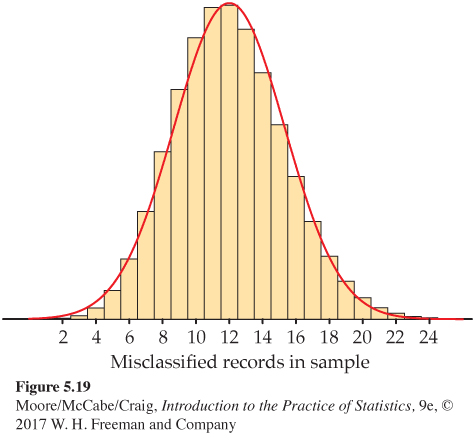 2 4 6 8 10 12 14 16 18 20 22 24
Misclassified records in sample
Figure 5.19
Moore/McCabe/Craig, Introduction to the Practice of Statistics, 9e, ©
2017 W. H. Freeman and Company